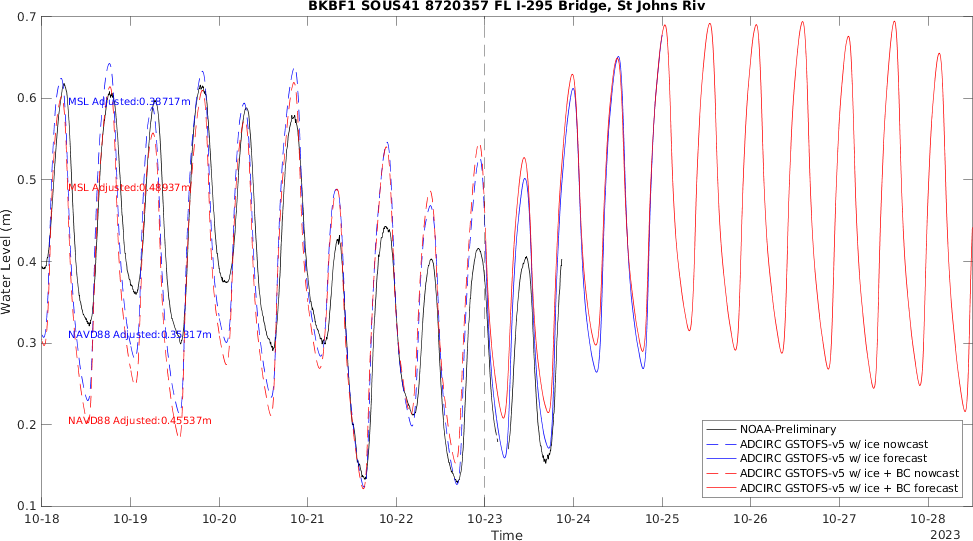 BKBF1 SOUS41 8720357 FL I-295 Bridge, St Johns Riv
0.7
0.6
0.5
0.4
0.3
0.2
0.1
Water Level (m)
MSL Adjusted:0.38717m
MSL Adjusted:0.48937m
NAVD88 Adjusted:0.35317m
NAVD88 Adjusted:0.45537m
NOAA-Preliminary
ADCIRC GSTOFS-v5 w/ ice nowcast
ADCIRC GSTOFS-v5 w/ ice forecast
ADCIRC GSTOFS-v5 w/ ice + BC nowcast
ADCIRC GSTOFS-v5 w/ ice + BC forecast
10-18 10-19 10-20 10-21 10-22 10-23 10-24 10-25 10-26 10-27 10-28
Time
2023